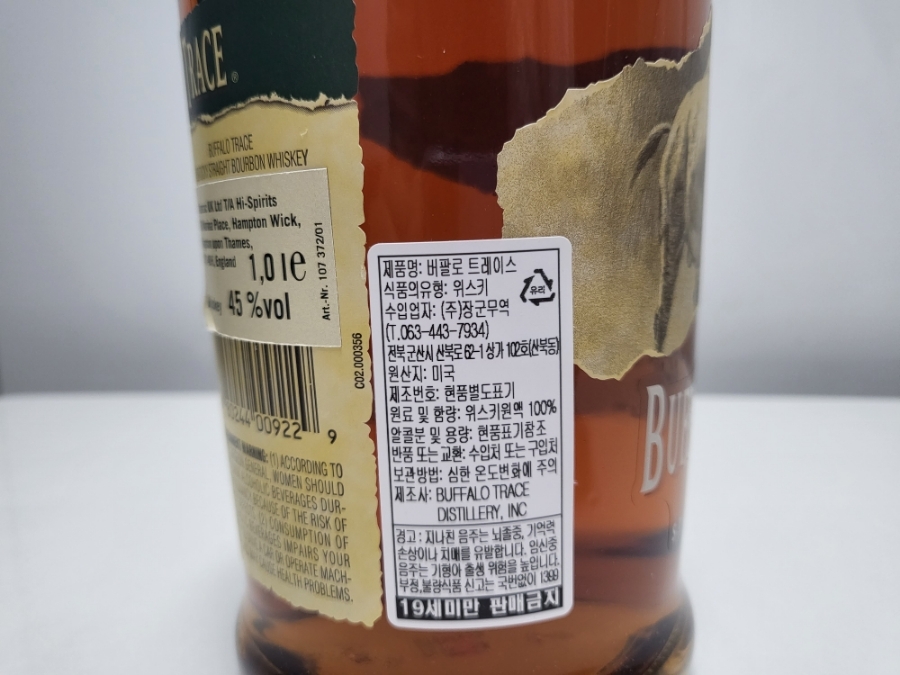 TRACE®
BUFFALO TRACE
STRAIGHT BOURBON WHISKEY
UK Ltd T/A Hi-Spirits
Place, Hampton Wick,
Thames,
England
1,0 l e
45 %vol
Art.-Nr. 107 372/01
C02.000356
00922 9
WARNING: (1) ACCORDING TO
GENERAL, WOMEN SHOULD
BEVERAGES DUR-
BECAUSE OF THE RISK OF
CONSUMPTION OF
BEVERAGES IMPAIRS YOUR
OR OPERATE MACH-
HEALTH PROBLEMS.
제품명: 버팔로 트레이스
식품의유형: 위스키
수입업자: (주)장군무역
(T.063-443-7934)
전북 군산시 산북로 62-1 상가 102호(산북동)
원산지: 미국
제조번호: 현품별도표기
원료 및 함량: 위스키원액 100%
알콜분 및 용량: 현품표기참조
반품 또는 교환: 수입처 또는 구입처
보관방법: 심한 온도변화에 주의
제조사: BUFFALO TRACE
DISTILLERY, INC
유리
경고 : 지나친 음주는 뇌졸중, 기억력
손상이나 치매를 유발합니다. 임신중
음주는 기형아 출생 위험을 높입니다.
부정,불량식품 신고는 국번없이 1399
19세미만 판매금지